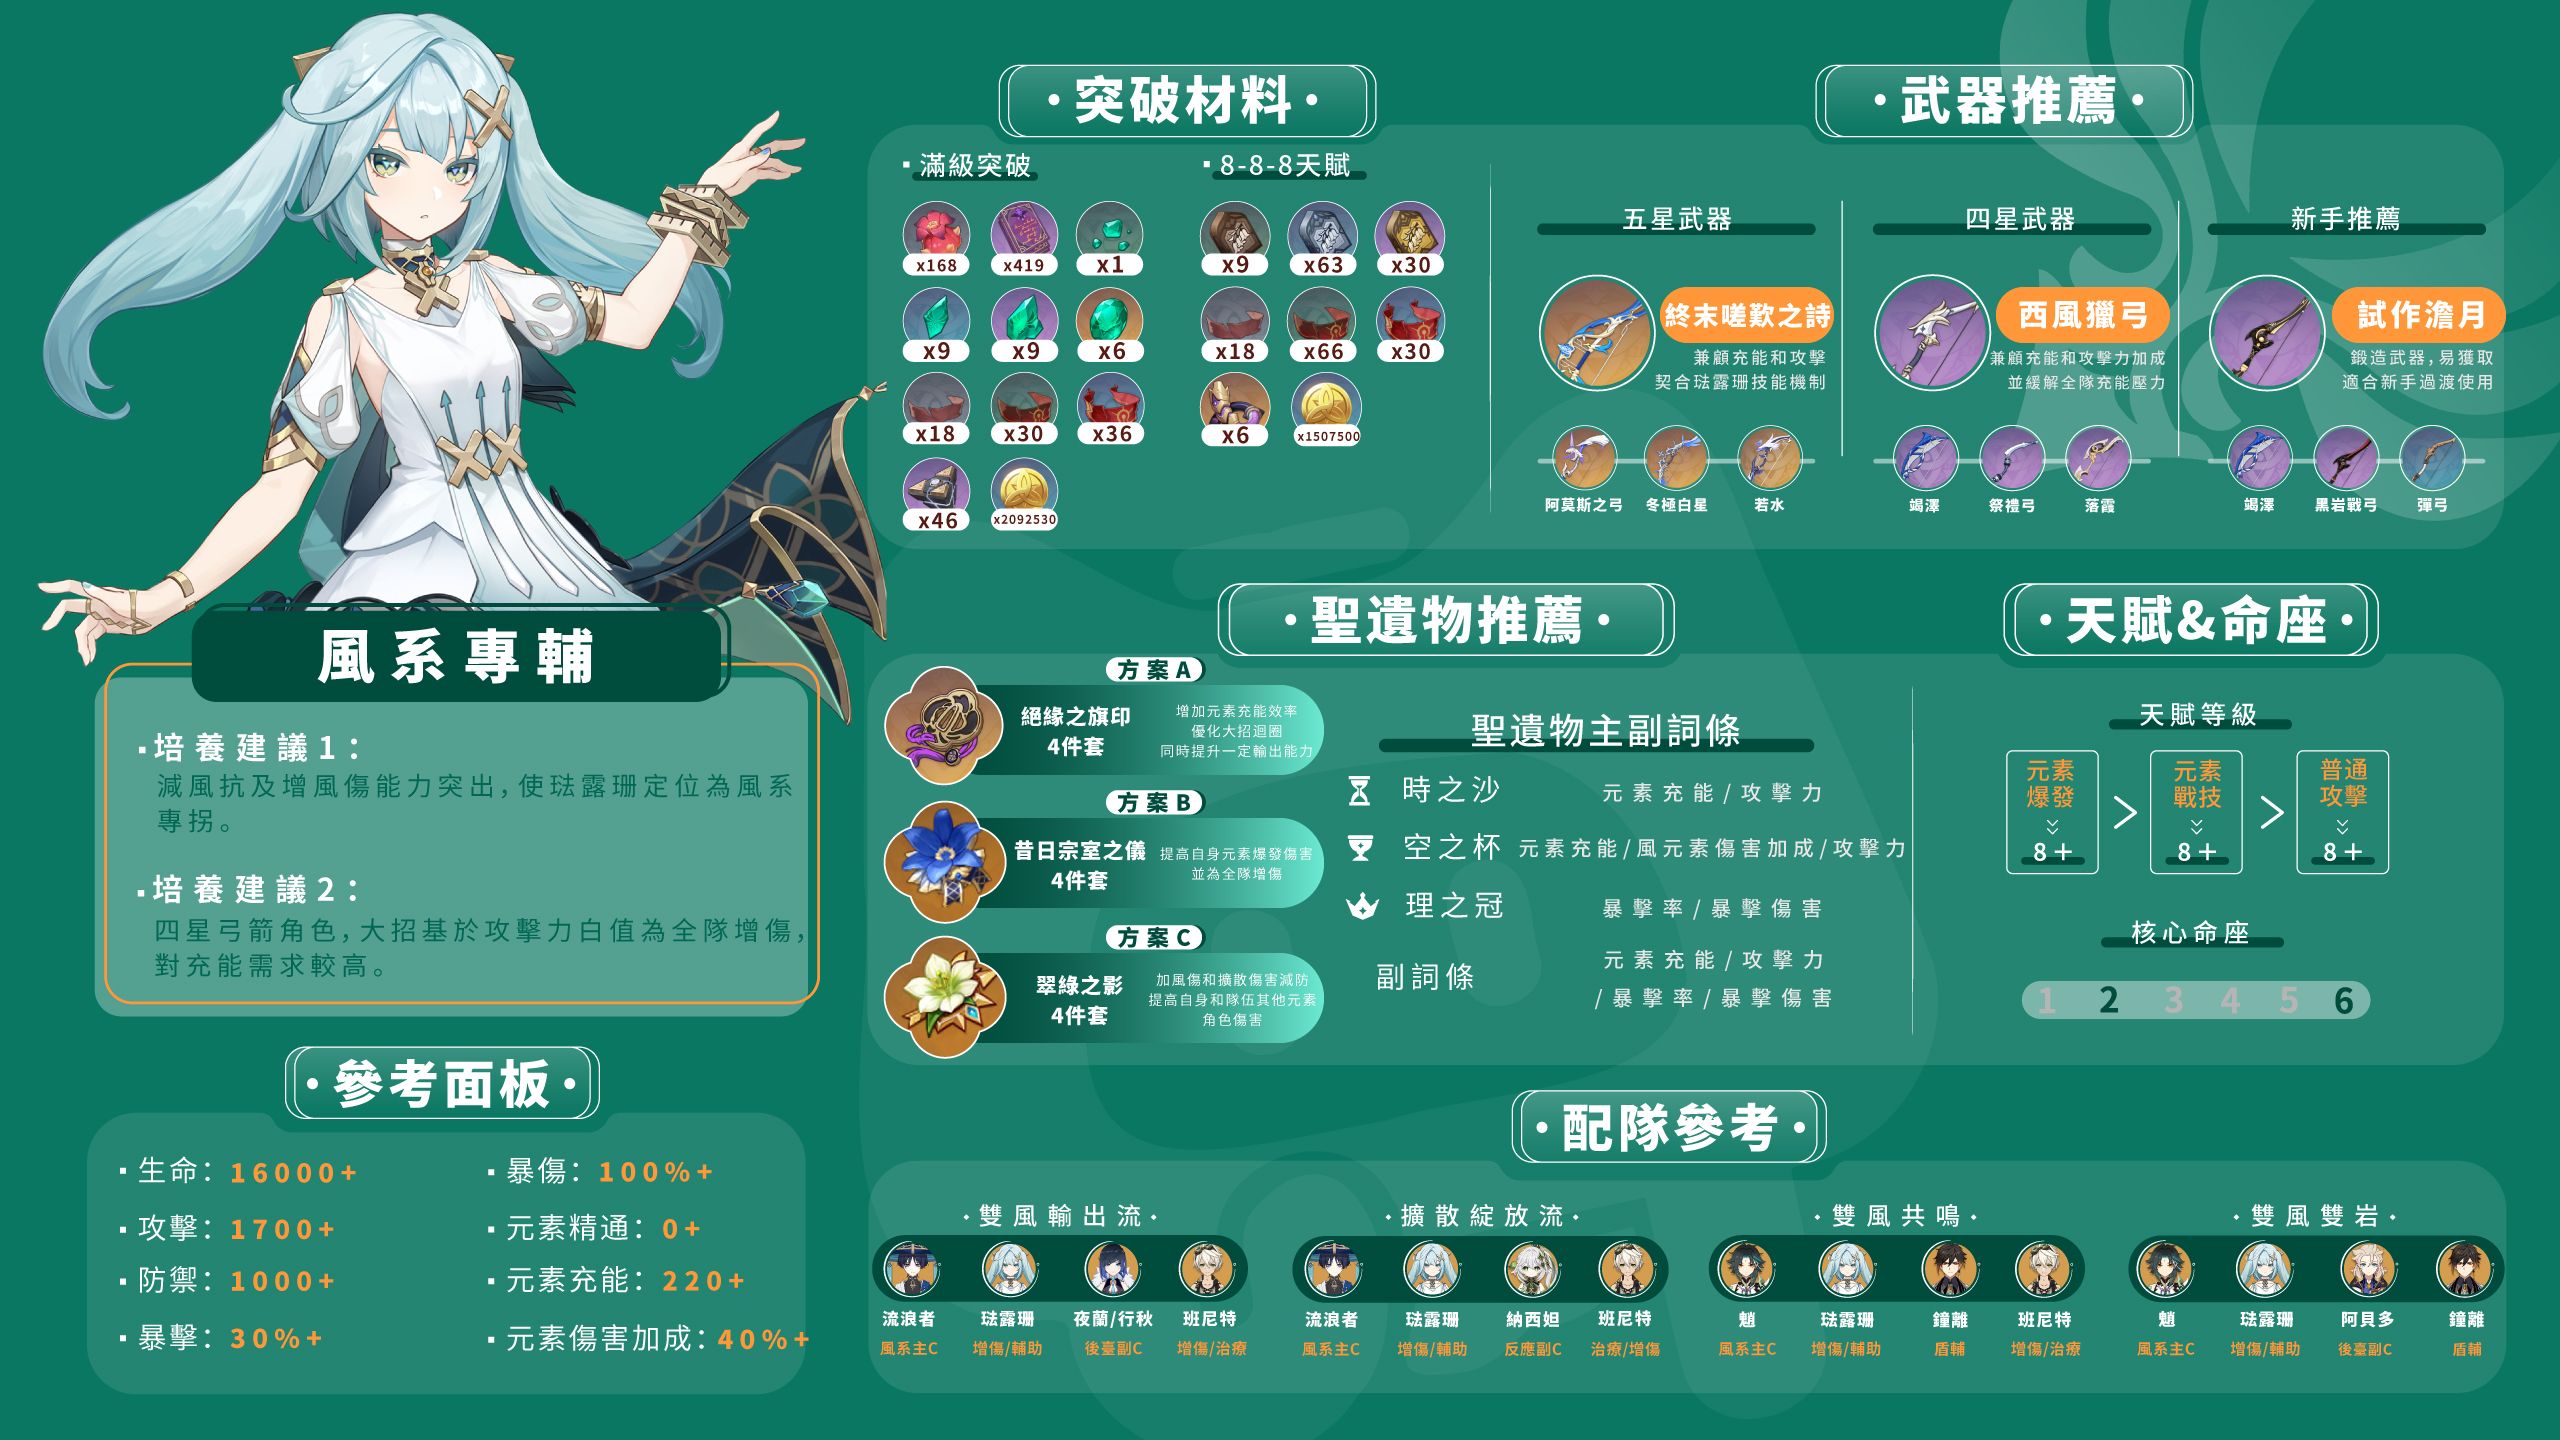 風系專輔
·培養建議1：
減風抗及增風傷能力突出,使琺露珊定位為風系
專拐。
·培養建議2：
四星弓箭角色,大招基於攻擊力白值為全隊增傷,
對充能需求較高。
·參考面板·
·生命：16000+
·暴傷：100%+
·攻擊：1700+
·元素精通：0+
·防禦：1000+
·元素充能：220+
·暴擊：30%+
·元素傷害加成：40%+
·突破材料·
·滿級突破
x168 x419 x1
x9 x9 x6
x18 x30 x36
x46 x2092530
·8-8-8天賦
x9 x63 x30
x18 x66 x30
x6 x1507500
·武器推薦·
五星武器
終末嗟歎之詩
兼顧充能和攻擊
契合琺露珊技能機制
阿莫斯之弓 冬極白星 若水
四星武器
西風獵弓
兼顧充能和攻擊力加成
並緩解全隊充能壓力
竭澤 祭禮弓 落霞
新手推薦
試作澹月
鍛造武器,易獲取
適合新手過渡使用
竭澤 黑岩戰弓 彈弓
·聖遺物推薦·
方案A
絕緣之旗印
4件套
增加元素充能效率
優化大招迴圈
同時提升一定輸出能力
方案B
昔日宗室之儀
4件套
提高自身元素爆發傷害
並為全隊增傷
方案C
翠綠之影
4件套
加風傷和擴散傷害減防
提高自身和隊伍其他元素
角色傷害
聖遺物主副詞條
時之沙 元素充能/攻擊力
空之杯 元素充能/風元素傷害加成/攻擊力
理之冠 暴擊率/暴擊傷害
副詞條 元素充能/攻擊力
/暴擊率/暴擊傷害
·天賦&命座·
天賦等級
元素
爆發
8+
>
元素
戰技
8+
>
普通
攻擊
8+
核心命座
1 2 3 4 5 6
·配隊參考·
·雙風輸出流·
流浪者 琺露珊 夜蘭/行秋 班尼特
風系主C 增傷/輔助 後臺副C 增傷/治療
·擴散綻放流·
流浪者 琺露珊 納西妲 班尼特
風系主C 增傷/輔助 反應副C 治療/增傷
·雙風共鳴·
魈 琺露珊 鐘離 班尼特
風系主C 增傷/輔助 盾輔 增傷/治療
·雙風雙岩·
魈 琺露珊 阿貝多 鐘離
風系主C 增傷/輔助 後臺副C 盾輔